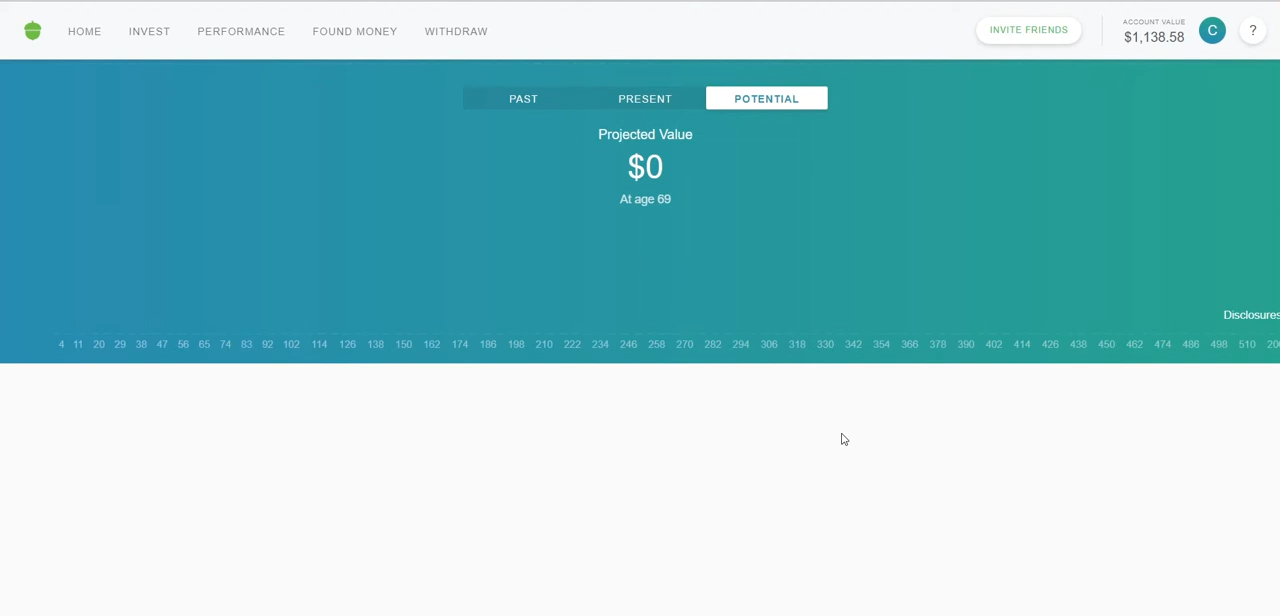 HOME INVEST PERFORMANCE FOUND MONEY WITHDRAW INVITE FRIENDS ACCOUNT VALUE $1,138.58 C ?
PAST PRESENT POTENTIAL
Projected Value
$0
At age 69
Disclosures
4 11 20 29 38 47 56 65 74 83 92 102 114 126 138 150 162 174 186 198 210 222 234 246 258 270 282 294 306 318 330 342 354 366 378 390 402 414 426 438 450 462 474 486 498 510